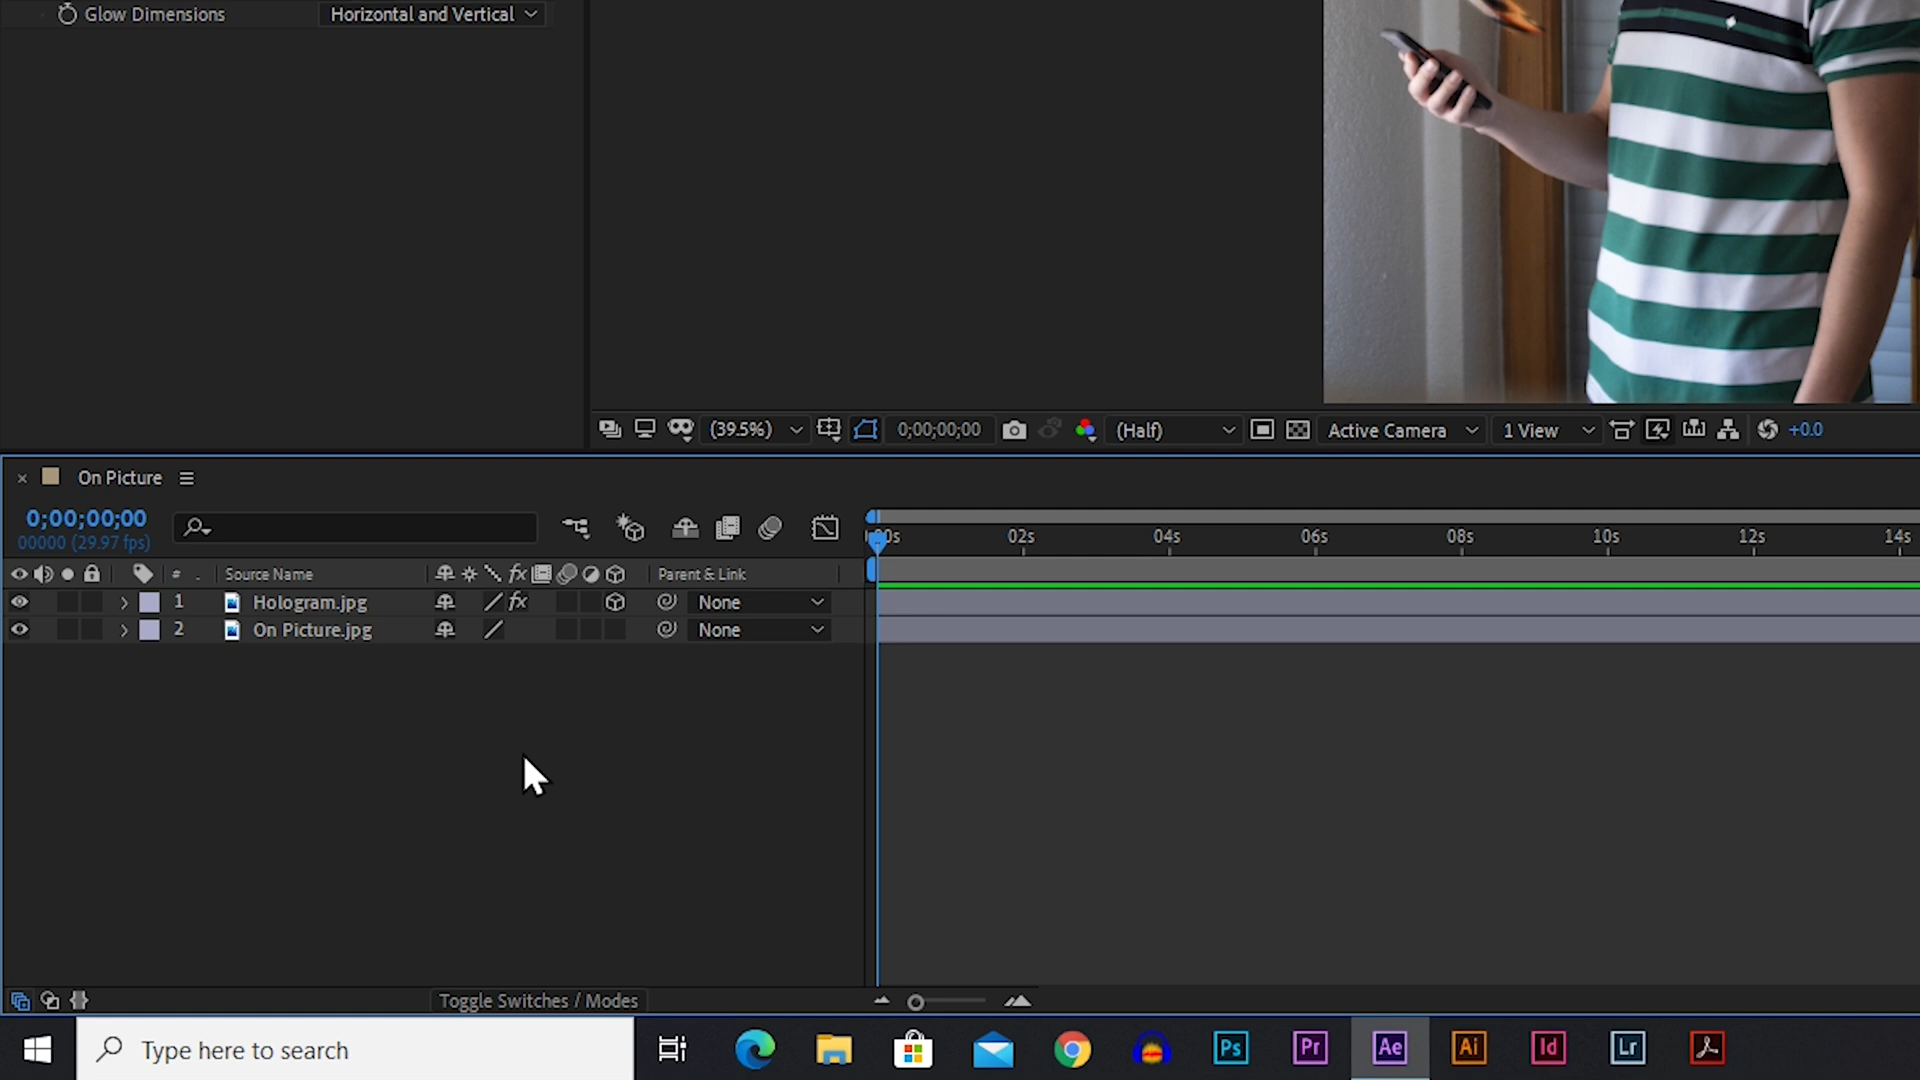 Glow Dimensions Horizontal and Vertical
(39.5%) 0;00;00;00 (Half) Active Camera 1 View +0.0
On Picture
0;00;00;00
00000 (29.97 fps)
00s 02s 04s 06s 08s 10s 12s 14s
# . Source Name fx Parent & Link
1 Hologram.jpg fx None
2 On Picture.jpg None
Toggle Switches / Modes
Type here to search
Ps Pr Ae Ai Id Lr